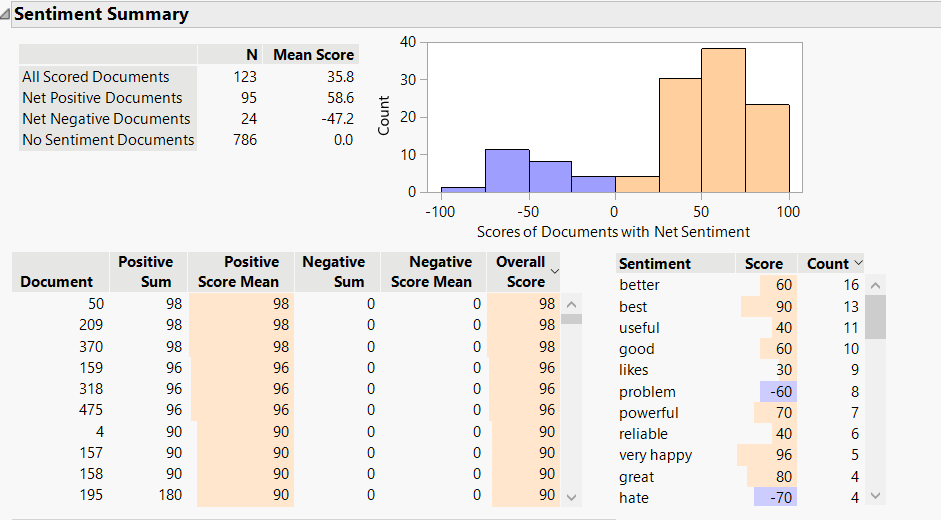 Sentiment Summary
N Mean Score
All Scored Documents 123 35.8
Net Positive Documents 95 58.6
Net Negative Documents 24 -47.2
No Sentiment Documents 786 0.0
Count
40
30
20
10
0
-100 -50 0 50 100
Scores of Documents with Net Sentiment
Document Positive Sum Positive Score Mean Negative Sum Negative Score Mean Overall Score
50 98 98 0 0 98
209 98 98 0 0 98
370 98 98 0 0 98
159 96 96 0 0 96
318 96 96 0 0 96
475 96 96 0 0 96
4 90 90 0 0 90
157 90 90 0 0 90
158 90 90 0 0 90
195 180 90 0 0 90
Sentiment Score Count
better 60 16
best 90 13
useful 40 11
good 60 10
likes 30 9
problem -60 8
powerful 70 7
reliable 40 6
very happy 96 5
great 80 4
hate -70 4